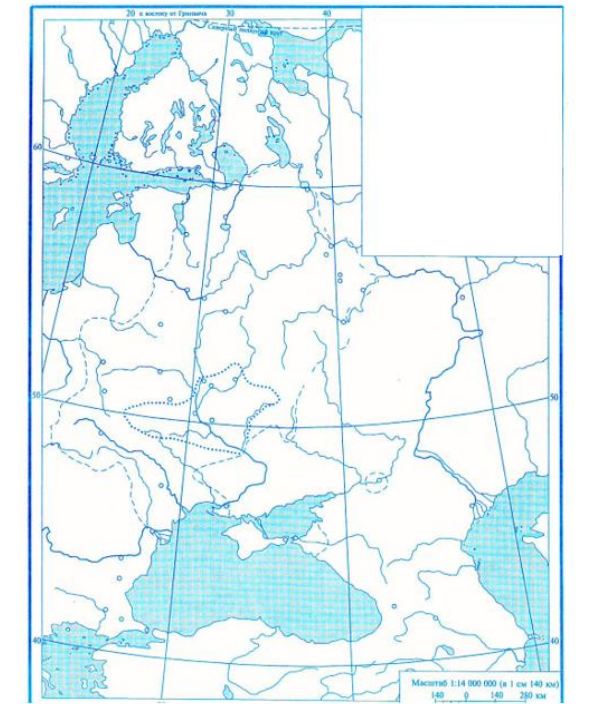 20 к востоку от Гринвича 30 40
Северный полярный круг
60
50
50
40
40
Масштаб 1:14 000 000 (в 1 см 140 км)
140 0 140 280 км